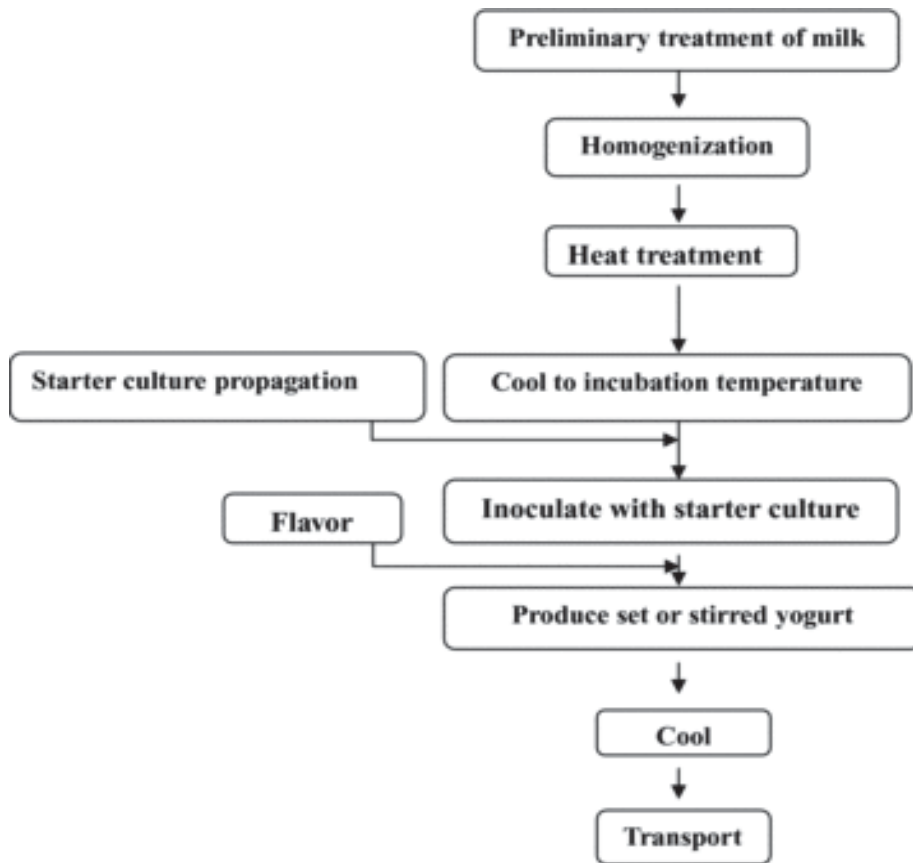 Preliminary treatment of milk
Homogenization
Heat treatment
Starter culture propagation
Cool to incubation temperature
Inoculate with starter culture
Flavor
Produce set or stirred yogurt
Cool
Transport